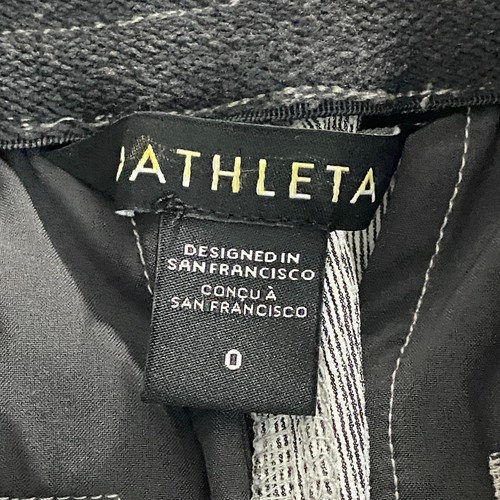 ATHLETA
DESIGNED IN
SAN FRANCISCO
CONÇU À
SAN FRANCISCO
0